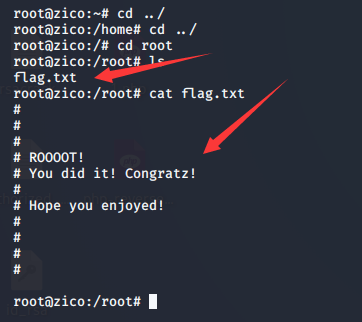 root@zico:~# cd ../
root@zico:/home# cd ../
root@zico:/# cd root
root@zico:/root# ls
flag.txt
root@zico:/root# cat flag.txt
#
#
#
# ROOOOT!
# You did it! Congratz!
#
# Hope you enjoyed!
#
#
#
#
root@zico:/root#